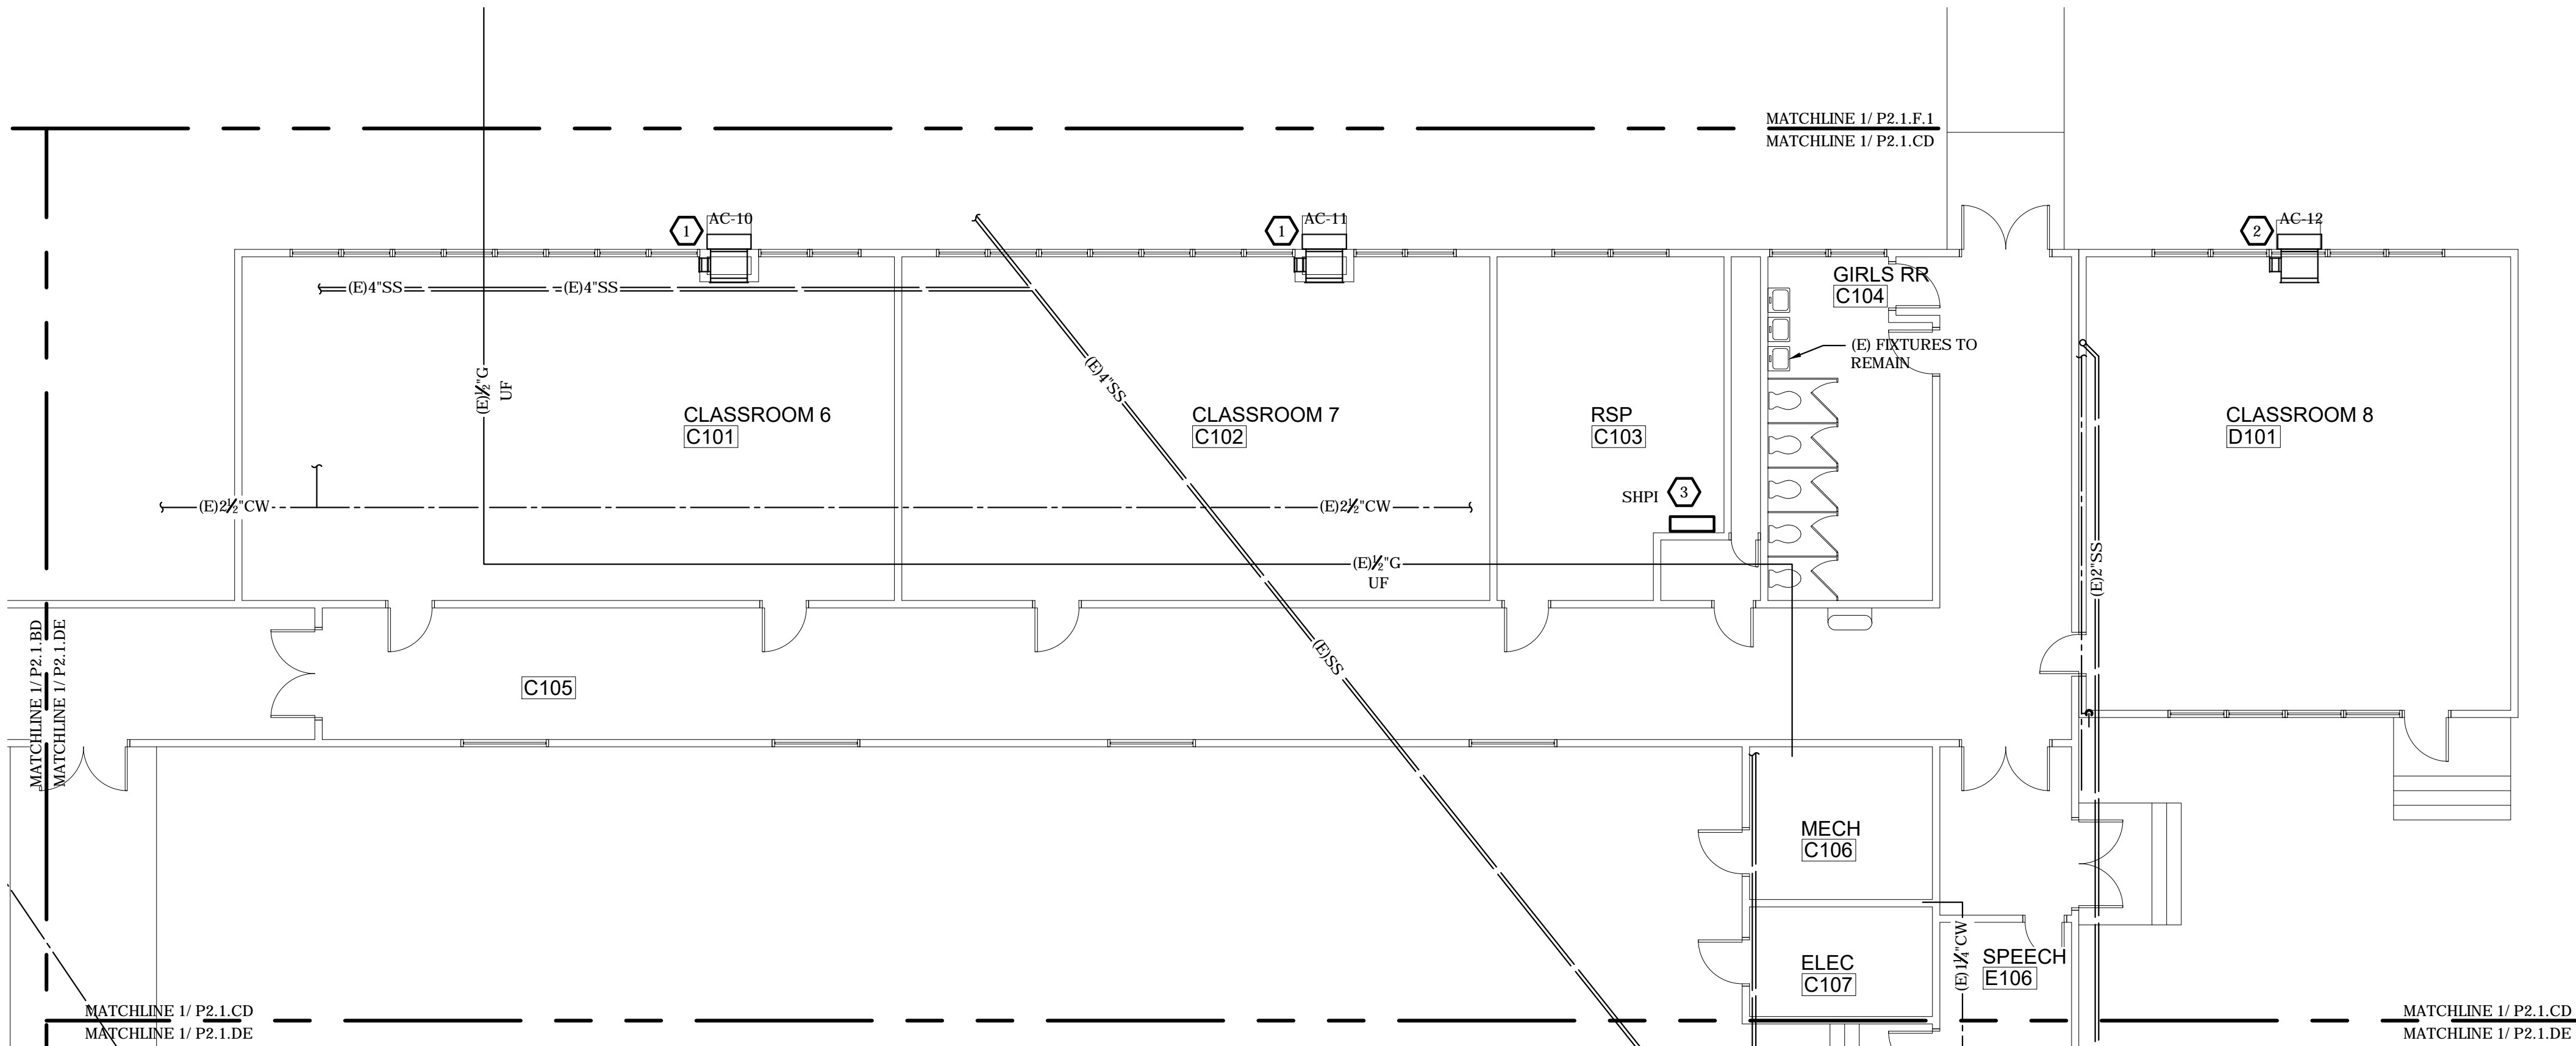 MATCHLINE 1/ P2.1.F.1
MATCHLINE 1/ P2.1.CD
1
AC-10
1
AC-11
2
AC-12
(E)4"SS
(E)4"SS
GIRLS RR
C104
(E) FIXTURES TO
REMAIN
(E)½"G
UF
(E)4"SS
CLASSROOM 6
C101
CLASSROOM 7
C102
RSP
C103
CLASSROOM 8
D101
SHPI
3
(E)2½"CW
(E)2½"CW
(E)½"G
UF
(E)2"SS
(E)SS
MATCHLINE 1/ P2.1.BD
MATCHLINE 1/ P2.1.DE
C105
MECH
C106
ELEC
C107
(E)1¼"CW
SPEECH
E106
MATCHLINE 1/ P2.1.CD
MATCHLINE 1/ P2.1.DE
MATCHLINE 1/ P2.1.CD
MATCHLINE 1/ P2.1.DE